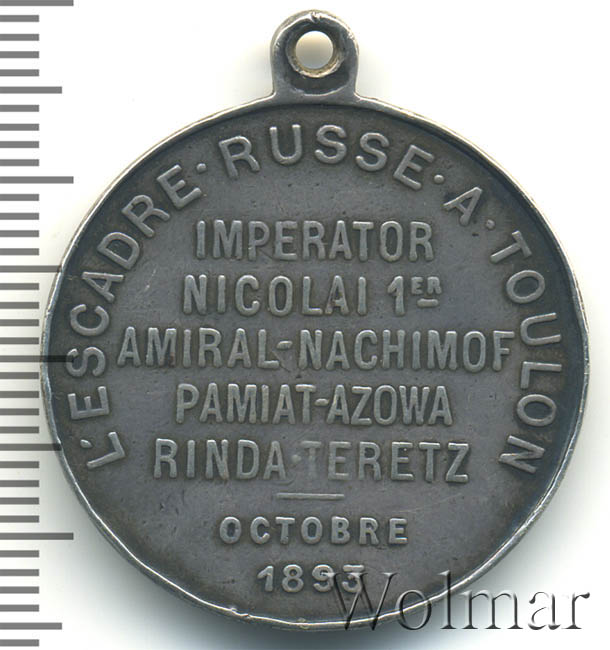 L'ESCADRE·RUSSE·A·TOULON
IMPERATOR
NICOLAI 1ER
AMIRAL-NACHIMOF
PAMIAT-AZOWA
RINDA·TERETZ
OCTOBRE
1893
Wolmar